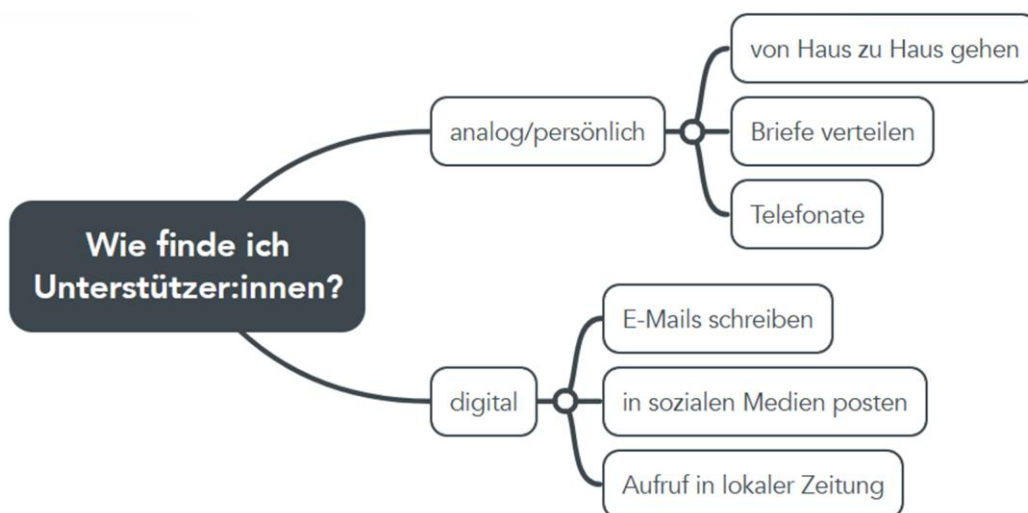 Wie finde ich
Unterstützer:innen?
analog/persönlich
von Haus zu Haus gehen
Briefe verteilen
Telefonate
digital
E-Mails schreiben
in sozialen Medien posten
Aufruf in lokaler Zeitung